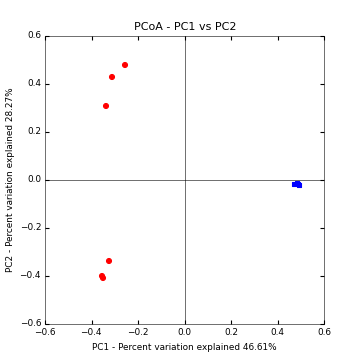 PCoA - PC1 vs PC2
0.6
0.4
0.2
0.0
−0.2
−0.4
−0.6
PC2 - Percent variation explained 28.27%
−0.6 −0.4 −0.2 0.0 0.2 0.4 0.6
PC1 - Percent variation explained 46.61%